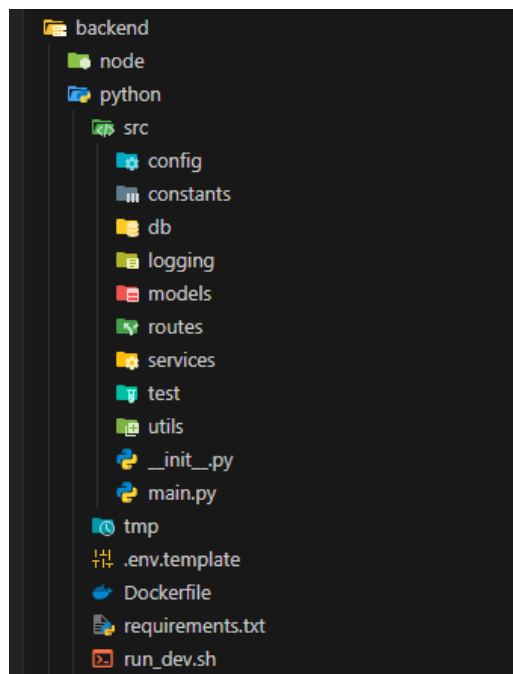 backend
node
python
src
config
constants
db
logging
models
routes
services
test
utils
__init__.py
main.py
tmp
.env.template
Dockerfile
requirements.txt
run_dev.sh